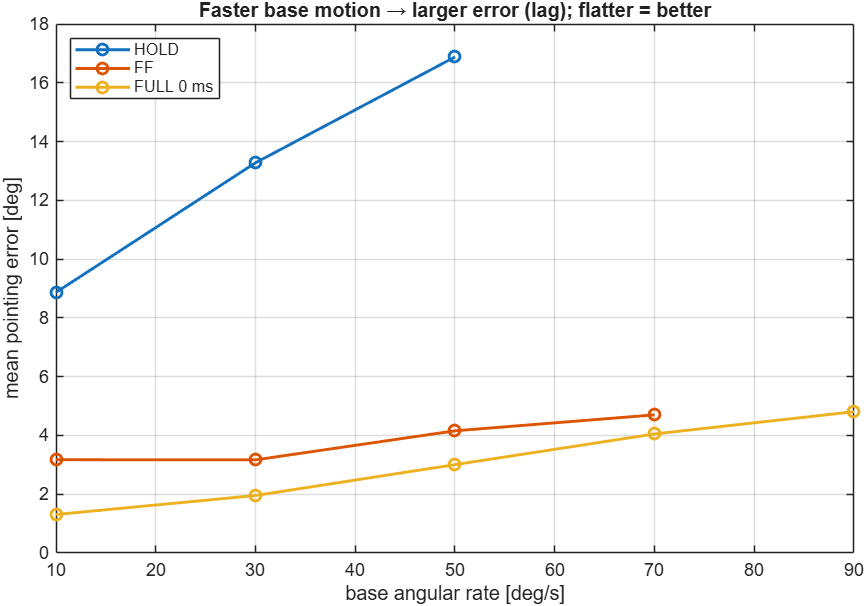 Faster base motion → larger error (lag); flatter = better
HOLD
FF
FULL 0 ms
mean pointing error [deg]
18
16
14
12
10
8
6
4
2
0
10 20 30 40 50 60 70 80 90
base angular rate [deg/s]